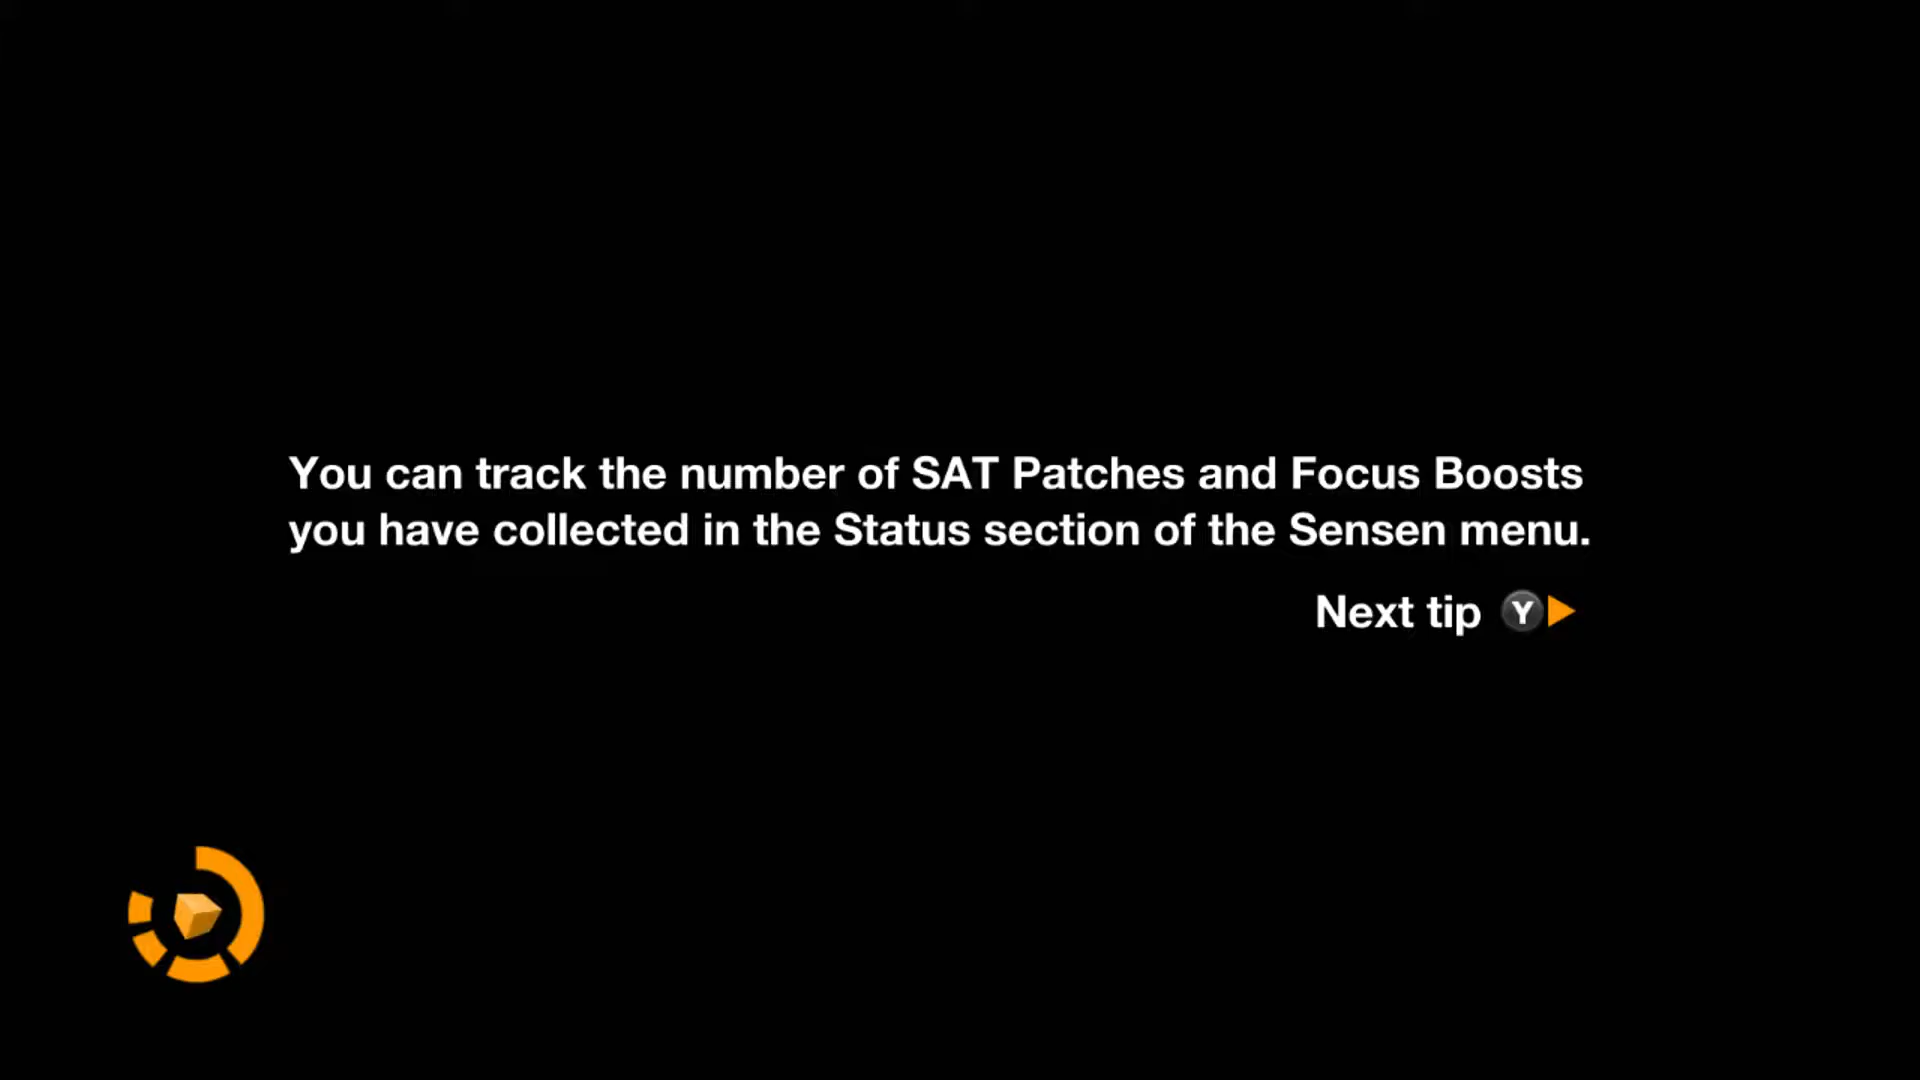 You can track the number of SAT Patches and Focus Boosts
you have collected in the Status section of the Sensen menu.
Next tip Y